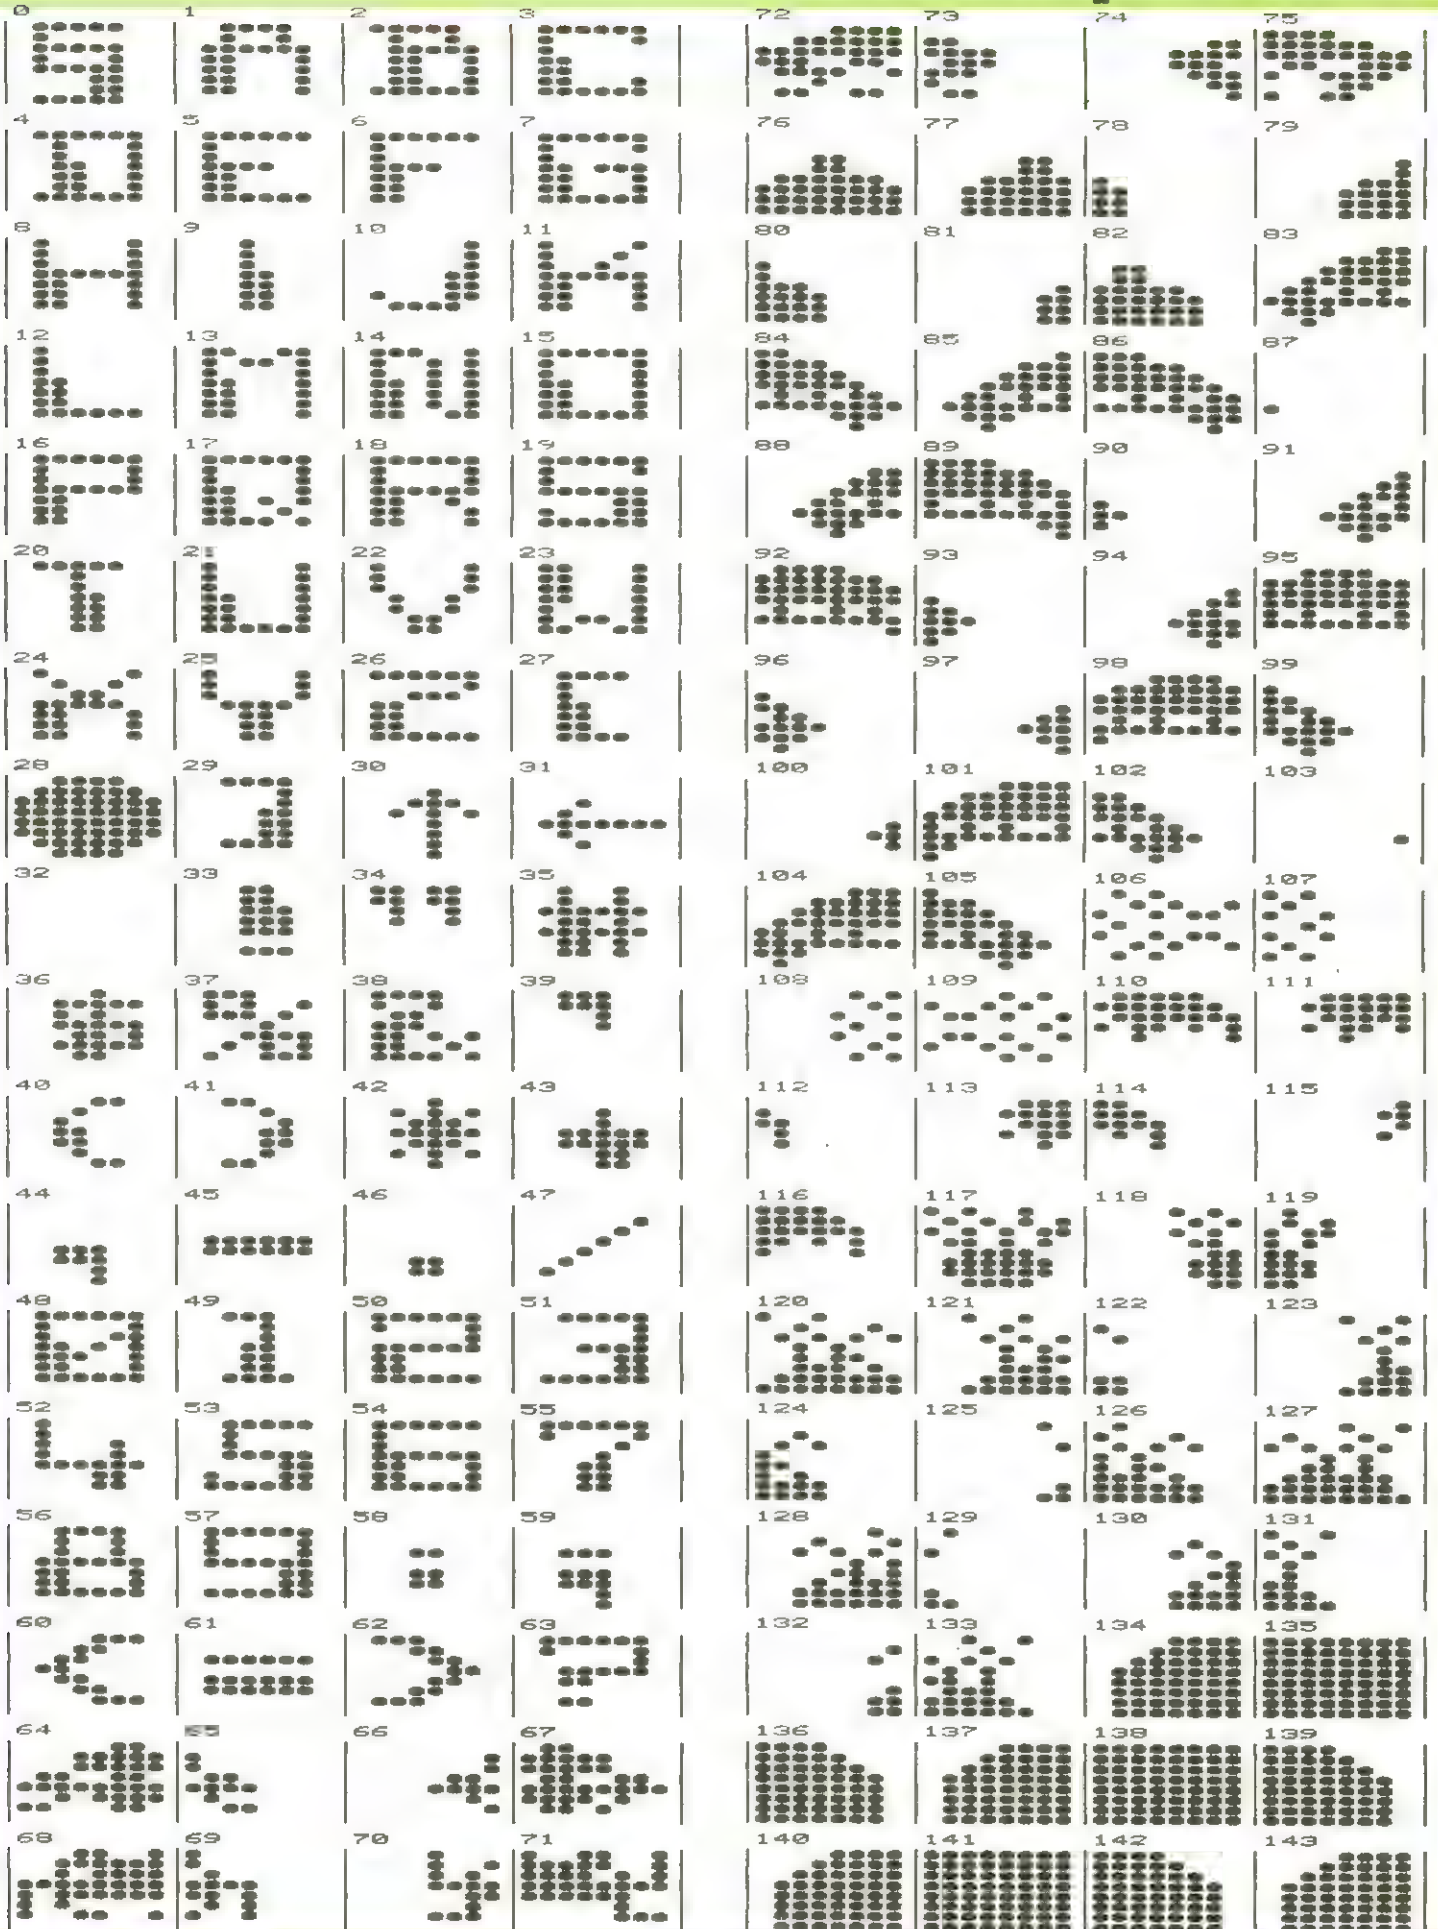 0 1 2 3 72 73 74 75
A B C
4 5 6 7 76 77 78 79
D E F G
8 9 10 11 80 81 82 83
H I J K
12 13 14 15 84 85 86 87
L M N O
16 17 18 19 88 89 90 91
P Q R S
20 21 22 23 92 93 94 95
T U V W
24 25 26 27 96 97 98 99
X Y [
28 29 30 31 100 101 102 103
] ↑ ←
32 33 34 35 104 105 106 107
! " #
36 37 38 39 108 109 110 111
$ % & '
40 41 42 43 112 113 114 115
( ) * +
44 45 46 47 116 117 118 119
, - . /
48 49 50 51 120 121 122 123
0 1 2 3
52 53 54 55 124 125 126 127
4 5 6 7
56 57 58 59 128 129 130 131
8 9 : ;
60 61 62 63 132 133 134 135
< = > ?
64 65 66 67 136 137 138 139
68 69 70 71 140 141 142 143